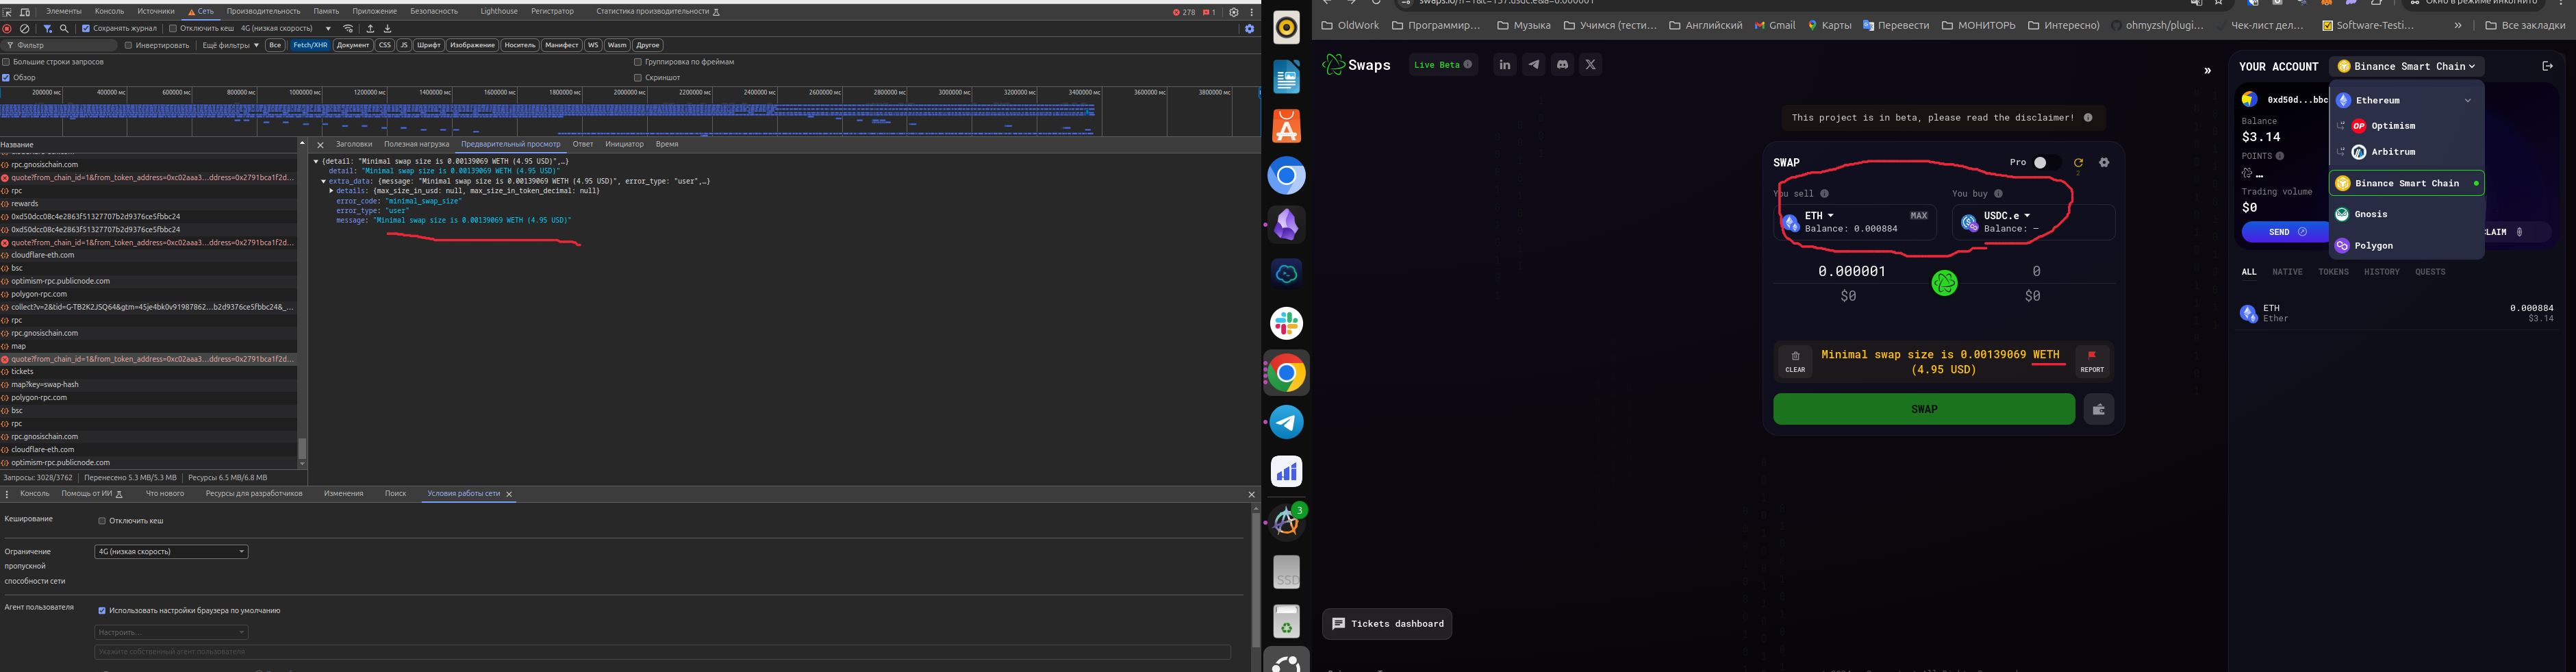 Элементы Консоль Источники Сеть Производительность Память Приложение Безопасность Lighthouse Регистратор Статистика производительности 278 1
Сохранять журнал Отключить кеш 4G (низкая скорость)
Фильтр Инвертировать Ещё фильтры Все Fetch/XHR Документ CSS JS Шрифт Изображение Носитель Манифест WS Wasm Другое
Большие строки запросов Группировка по фреймам
Обзор Скриншот
200000 мс 400000 мс 600000 мс 800000 мс 1000000 мс 1200000 мс 1400000 мс 1600000 мс 1800000 мс 2000000 мс 2200000 мс 2400000 мс 2600000 мс 2800000 мс 3000000 мс 3200000 мс 3400000 мс 3600000 мс 3800000 мс
Название
rpc.gnosischain.com
quote?from_chain_id=1&from_token_address=0xc02aaa3...ddress=0x2791bca1f2d...
rpc
rewards
0xd50dcc08c4e2863f51327707b2d9376ce5fbbc24
0xd50dcc08c4e2863f51327707b2d9376ce5fbbc24
quote?from_chain_id=1&from_token_address=0xc02aaa3...ddress=0x2791bca1f2d...
cloudflare-eth.com
bsc
optimism-rpc.publicnode.com
polygon-rpc.com
collect?v=2&tid=G-TB2K2JSQ64&gtm=45je4bk0v91987862...b2d9376ce5fbbc24&_...
rpc
rpc.gnosischain.com
map
quote?from_chain_id=1&from_token_address=0xc02aaa3...ddress=0x2791bca1f2d...
tickets
map?key=swap-hash
polygon-rpc.com
bsc
rpc
rpc.gnosischain.com
cloudflare-eth.com
optimism-rpc.publicnode.com
Запросы: 3028/3762 Перенесено 5.3 MB/5.3 MB Ресурсы 6.5 MB/6.8 MB
Заголовки Полезная нагрузка Предварительный просмотр Ответ Инициатор Время
{detail: "Minimal swap size is 0.00139069 WETH (4.95 USD)",…}
detail: "Minimal swap size is 0.00139069 WETH (4.95 USD)"
extra_data: {message: "Minimal swap size is 0.00139069 WETH (4.95 USD)", error_type: "user",…}
details: {max_size_in_usd: null, max_size_in_token_decimal: null}
error_code: "minimal_swap_size"
error_type: "user"
message: "Minimal swap size is 0.00139069 WETH (4.95 USD)"
Консоль Помощь от ИИ Что нового Ресурсы для разработчиков Изменения Поиск Условия работы сети
Кеширование Отключить кеш
Ограничение пропускной способности сети 4G (низкая скорость)
Агент пользователя Использовать настройки браузера по умолчанию
Настроить...
Укажите собственный агент пользователя
3
SSD
OldWork Программир... Музыка Учимся (тести... Английский Gmail Карты Перевести МОНИТОРЬ Интересно) ohmyzsh/plugi... Чек-лист дел... Software-Testi... » Все закладки
Swaps Live Beta
This project is in beta, please read the disclaimer!
SWAP Pro
2
You sell You buy
ETH MAX USDC.e
Balance: 0.000884 Balance: —
0.000001 0
$0 $0
CLEAR Minimal swap size is 0.00139069 WETH
(4.95 USD) REPORT
SWAP
Tickets dashboard
YOUR ACCOUNT Binance Smart Chain
0xd50d...bbc
Balance
$3.14
POINTS
...
Trading volume
$0
SEND
LAIM
Ethereum
Optimism
Arbitrum
Binance Smart Chain
Gnosis
Polygon
ALL NATIVE TOKENS HISTORY QUESTS
ETH 0.000884
Ether $3.14